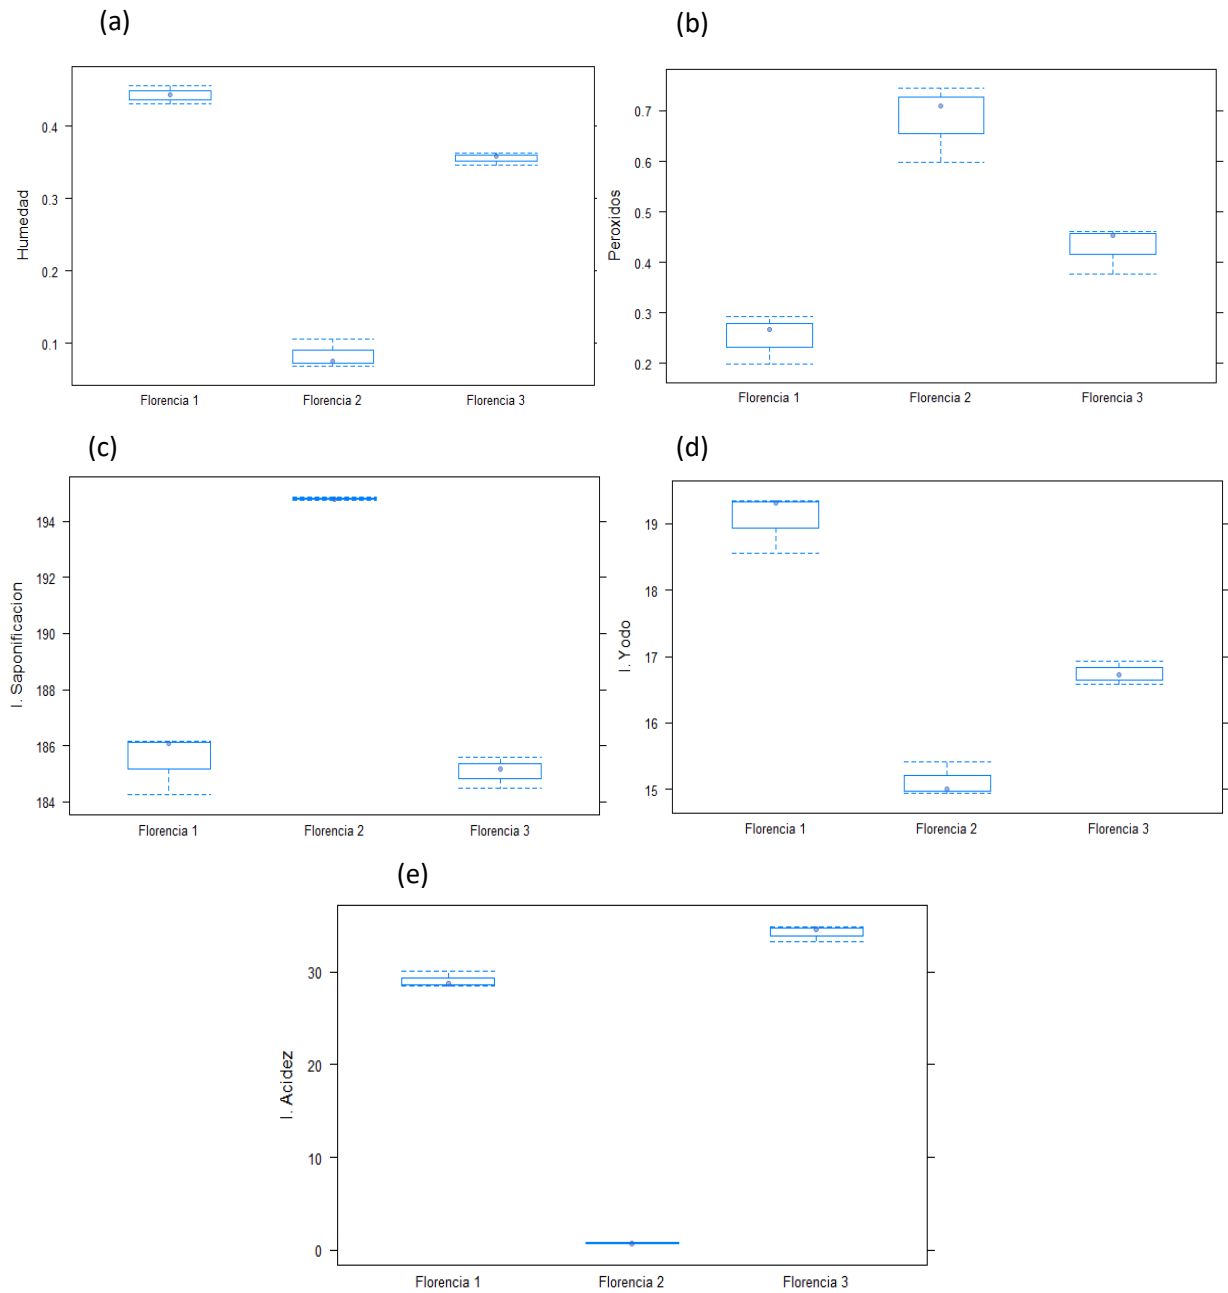 (a)
Humedad
0.4
0.3
0.2
0.1
Florencia 1 Florencia 2 Florencia 3
(b)
Peroxidos
0.7
0.6
0.5
0.4
0.3
0.2
Florencia 1 Florencia 2 Florencia 3
(c)
I. Saponificacion
194
192
190
188
186
184
Florencia 1 Florencia 2 Florencia 3
(d)
I. Yodo
19
18
17
16
15
Florencia 1 Florencia 2 Florencia 3
(e)
I. Acidez
30
20
10
0
Florencia 1 Florencia 2 Florencia 3